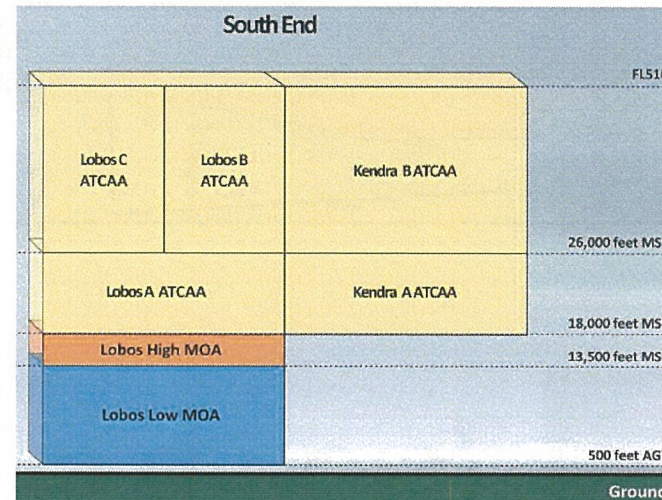 South End
FL510
Lobos C
ATCAA
Lobos B
ATCAA
Kendra B ATCAA
26,000 feet MS
Lobos A ATCAA
Kendra A ATCAA
18,000 feet MS
Lobos High MOA
13,500 feet MS
Lobos Low MOA
500 feet AG
Ground